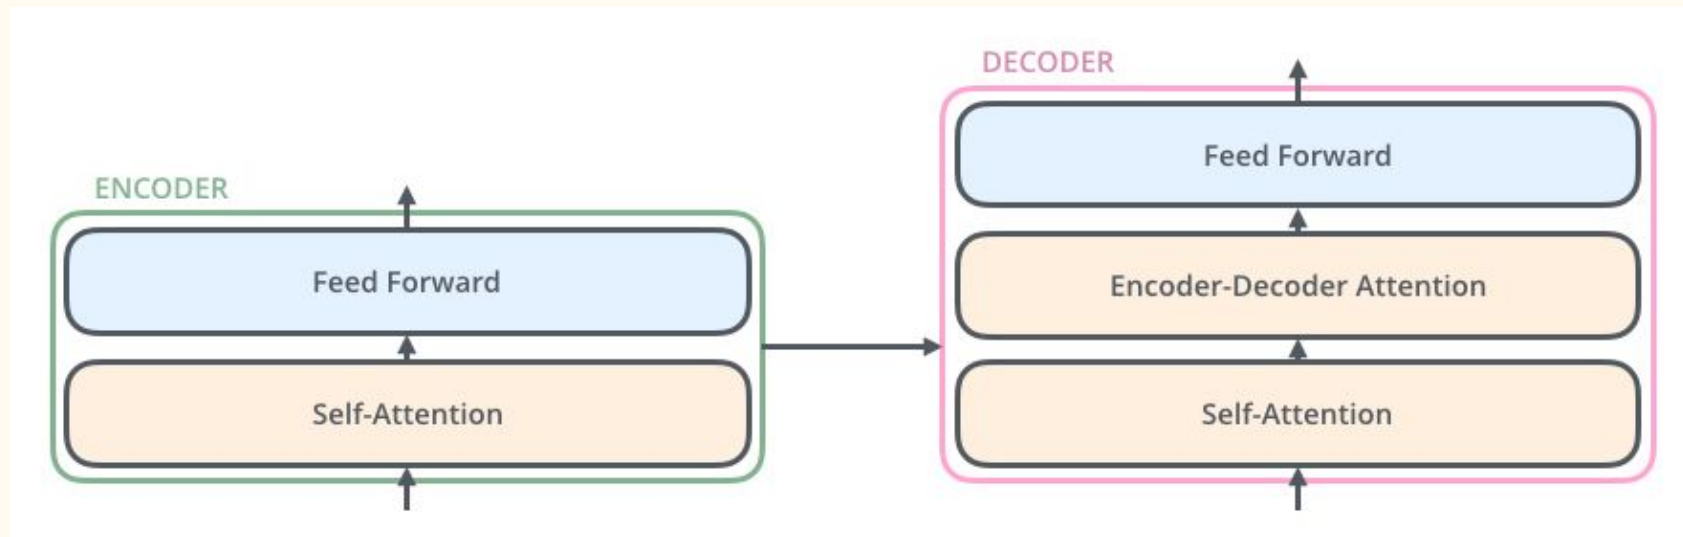 ENCODER
Feed Forward
Self-Attention
DECODER
Feed Forward
Encoder-Decoder Attention
Self-Attention